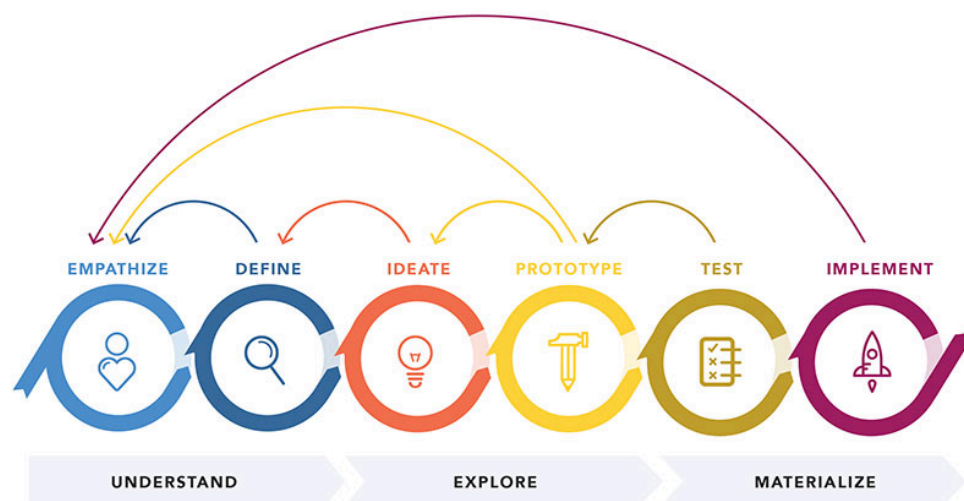 EMPATHIZE
DEFINE
IDEATE
PROTOTYPE
TEST
IMPLEMENT
UNDERSTAND
EXPLORE
MATERIALIZE